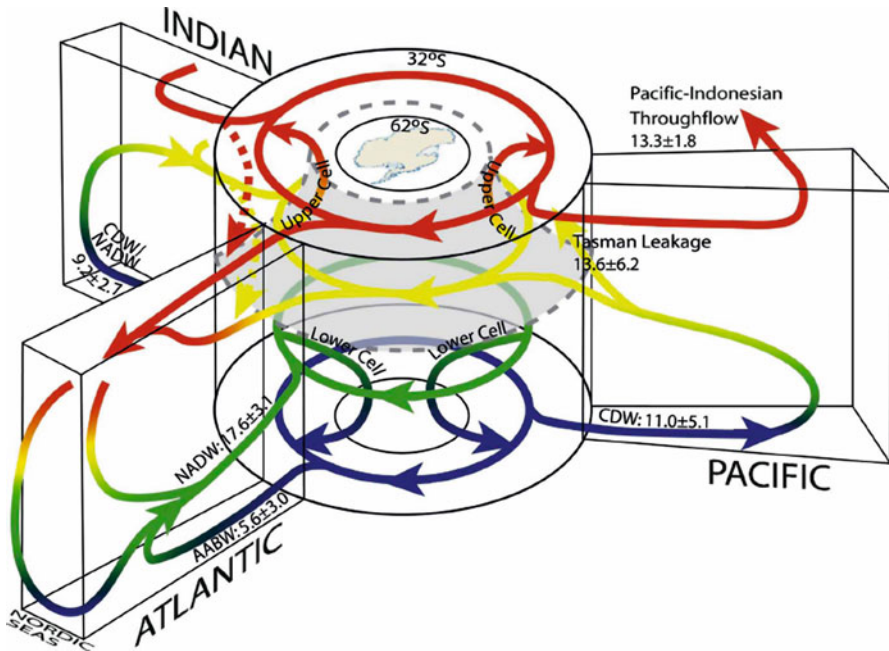 INDIAN
32ºS
62ºS
Pacific-Indonesian
Throughflow
13.3±1.8
Upper Cell
Upper Cell
Tasman Leakage
13.6±6.2
CDW/
NADW
9.2±2.7
Lower Cell
Lower Cell
NADW: 17.6±3.1
CDW: 11.0±5.1
PACIFIC
AABW: 5.6±3.0
ATLANTIC
NORDIC
SEAS